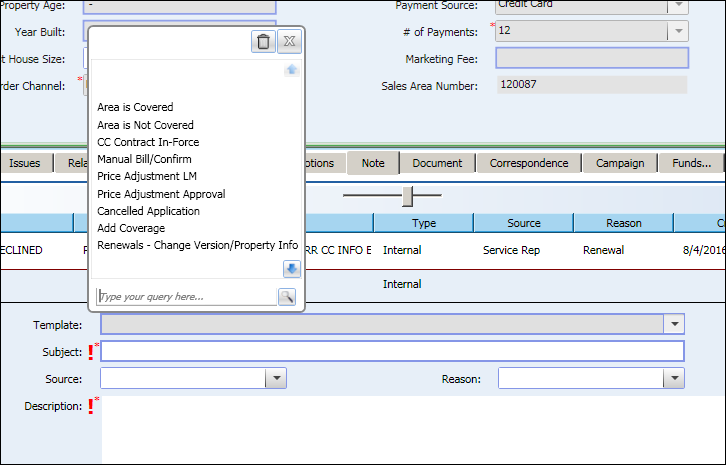 Property Age: - Payment Source: Credit Card
Year Built: # of Payments: * 12
t House Size: Marketing Fee:
rder Channel: * Sales Area Number: 120087
Area is Covered
Area is Not Covered
CC Contract In-Force
Manual Bill/Confirm
Price Adjustment LM
Price Adjustment Approval
Cancelled Application
Add Coverage
Renewals - Change Version/Property Info
Type your query here...
Issues Rela ptions Note Document Correspondence Campaign Funds...
Type Source Reason C
ECLINED RR CC INFO E Internal Service Rep Renewal 8/4/2016
Internal
Template:
Subject: !*
Source: Reason:
Description: !*